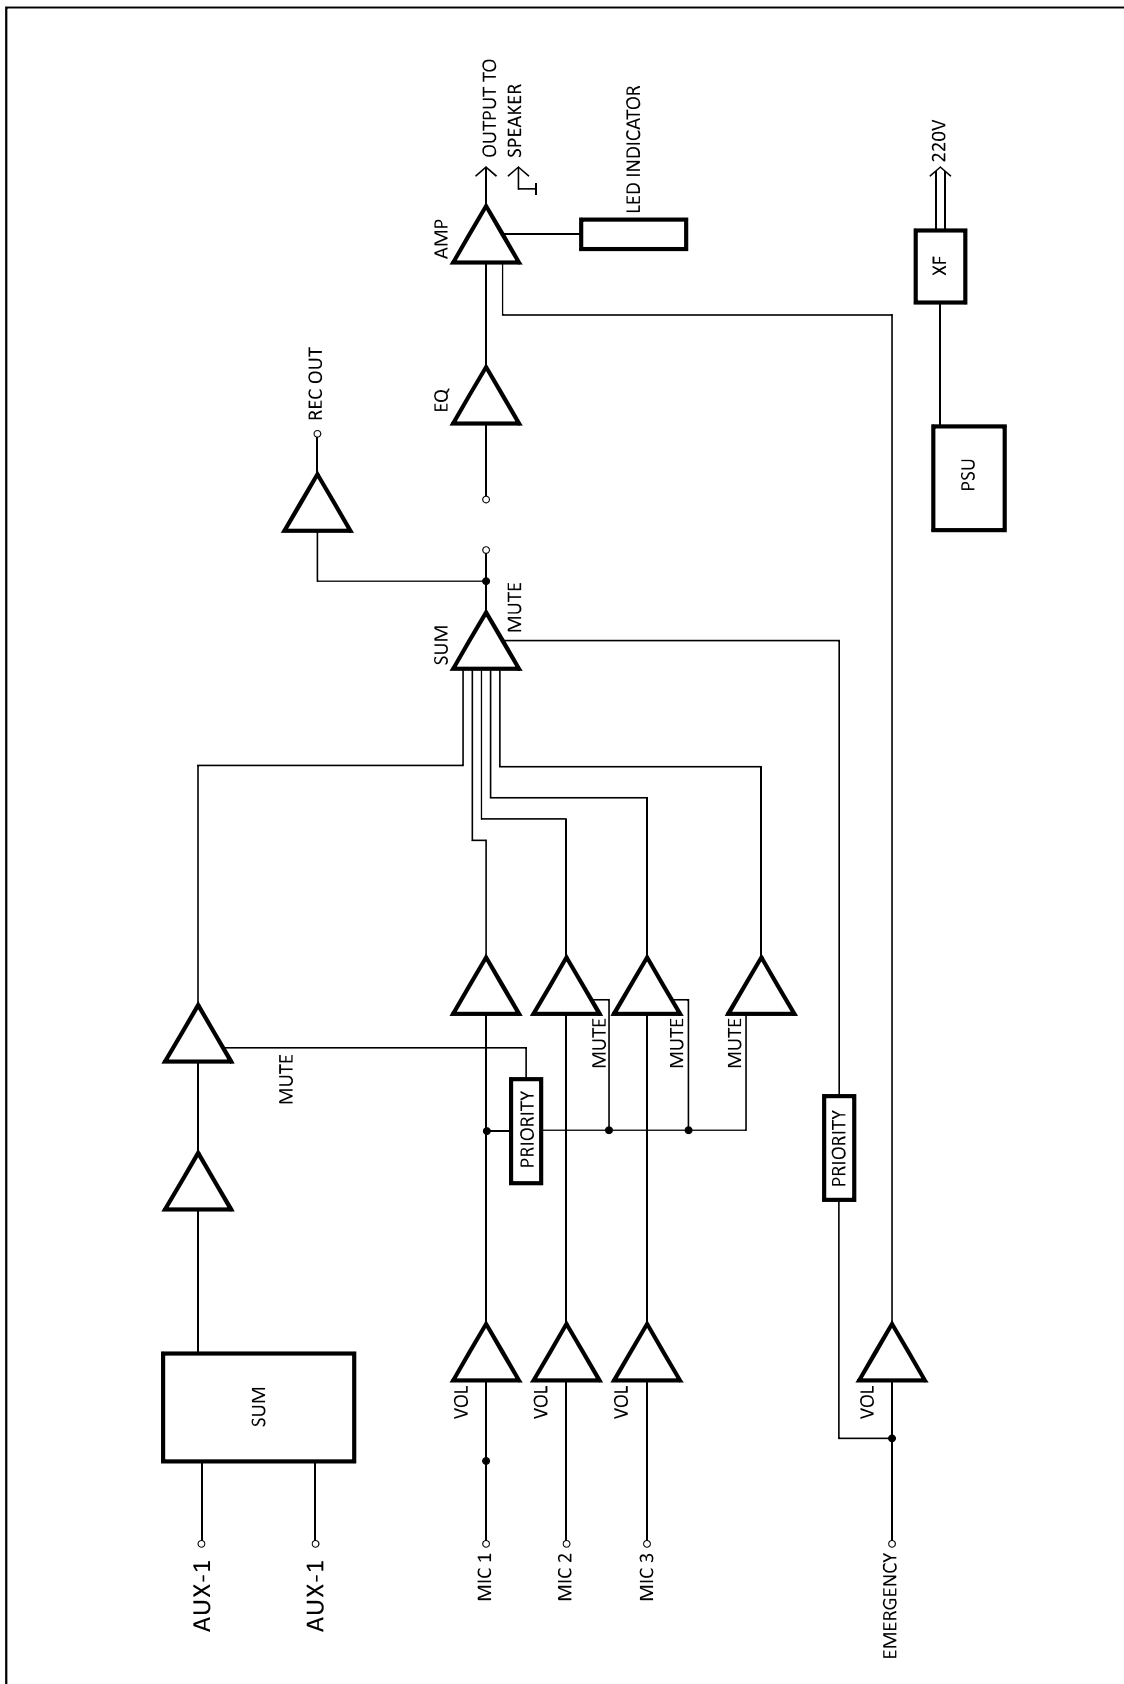 AUX-1
AUX-1
SUM
MUTE
MIC 1
VOL
MIC 2
VOL
MIC 3
VOL
PRIORITY
MUTE
MUTE
MUTE
SUM
MUTE
REC OUT
EQ
AMP
OUTPUT TO
SPEAKER
LED INDICATOR
EMERGENCY
VOL
PRIORITY
PSU
XF
220V